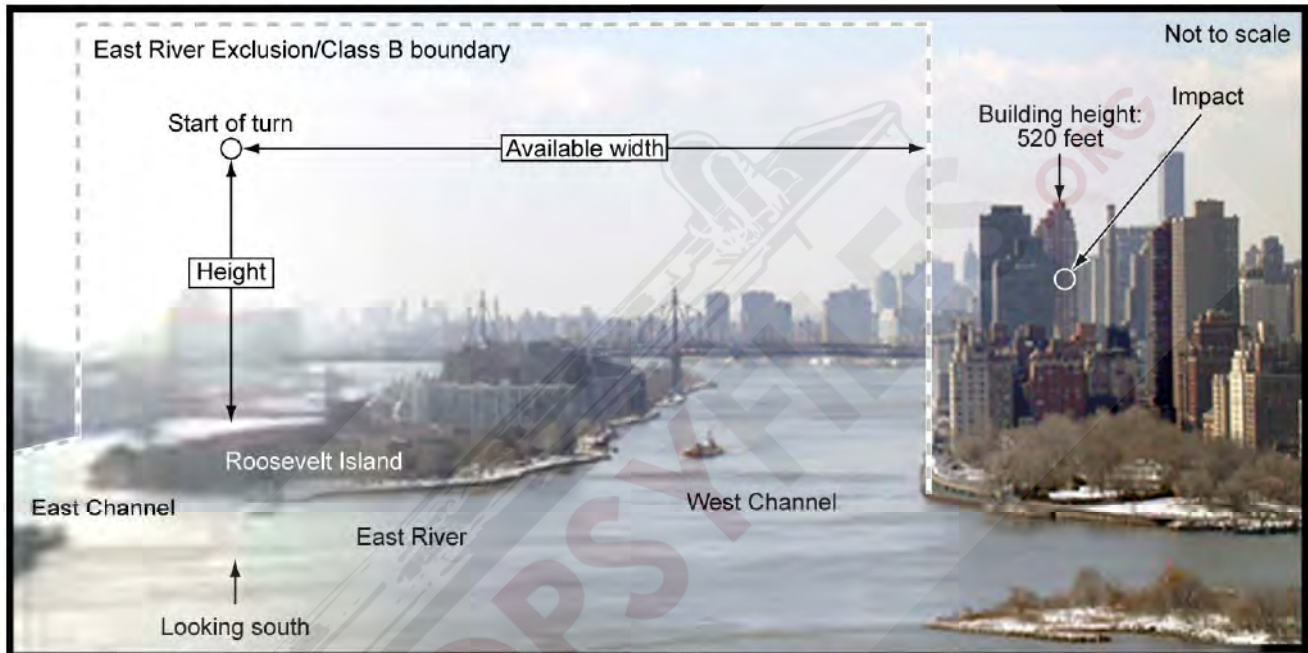 East River Exclusion/Class B boundary
Not to scale
Start of turn
Available width
Building height:
520 feet
Impact
Height
Roosevelt Island
East Channel
West Channel
East River
Looking south
ORG